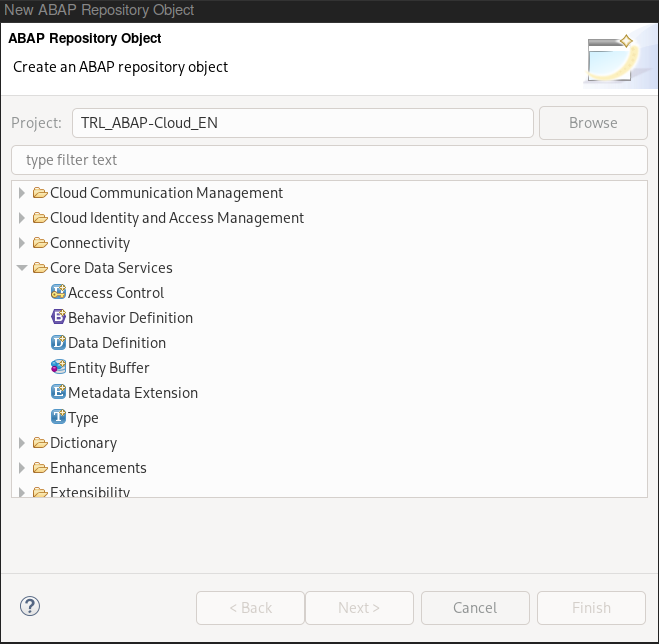 New ABAP Repository Object
ABAP Repository Object
Create an ABAP repository object
Project: TRL_ABAP-Cloud_EN Browse
type filter text
Cloud Communication Management
Cloud Identity and Access Management
Connectivity
Core Data Services
Access Control
Behavior Definition
Data Definition
Entity Buffer
Metadata Extension
Type
Dictionary
Enhancements
Extensibility
< Back Next > Cancel Finish